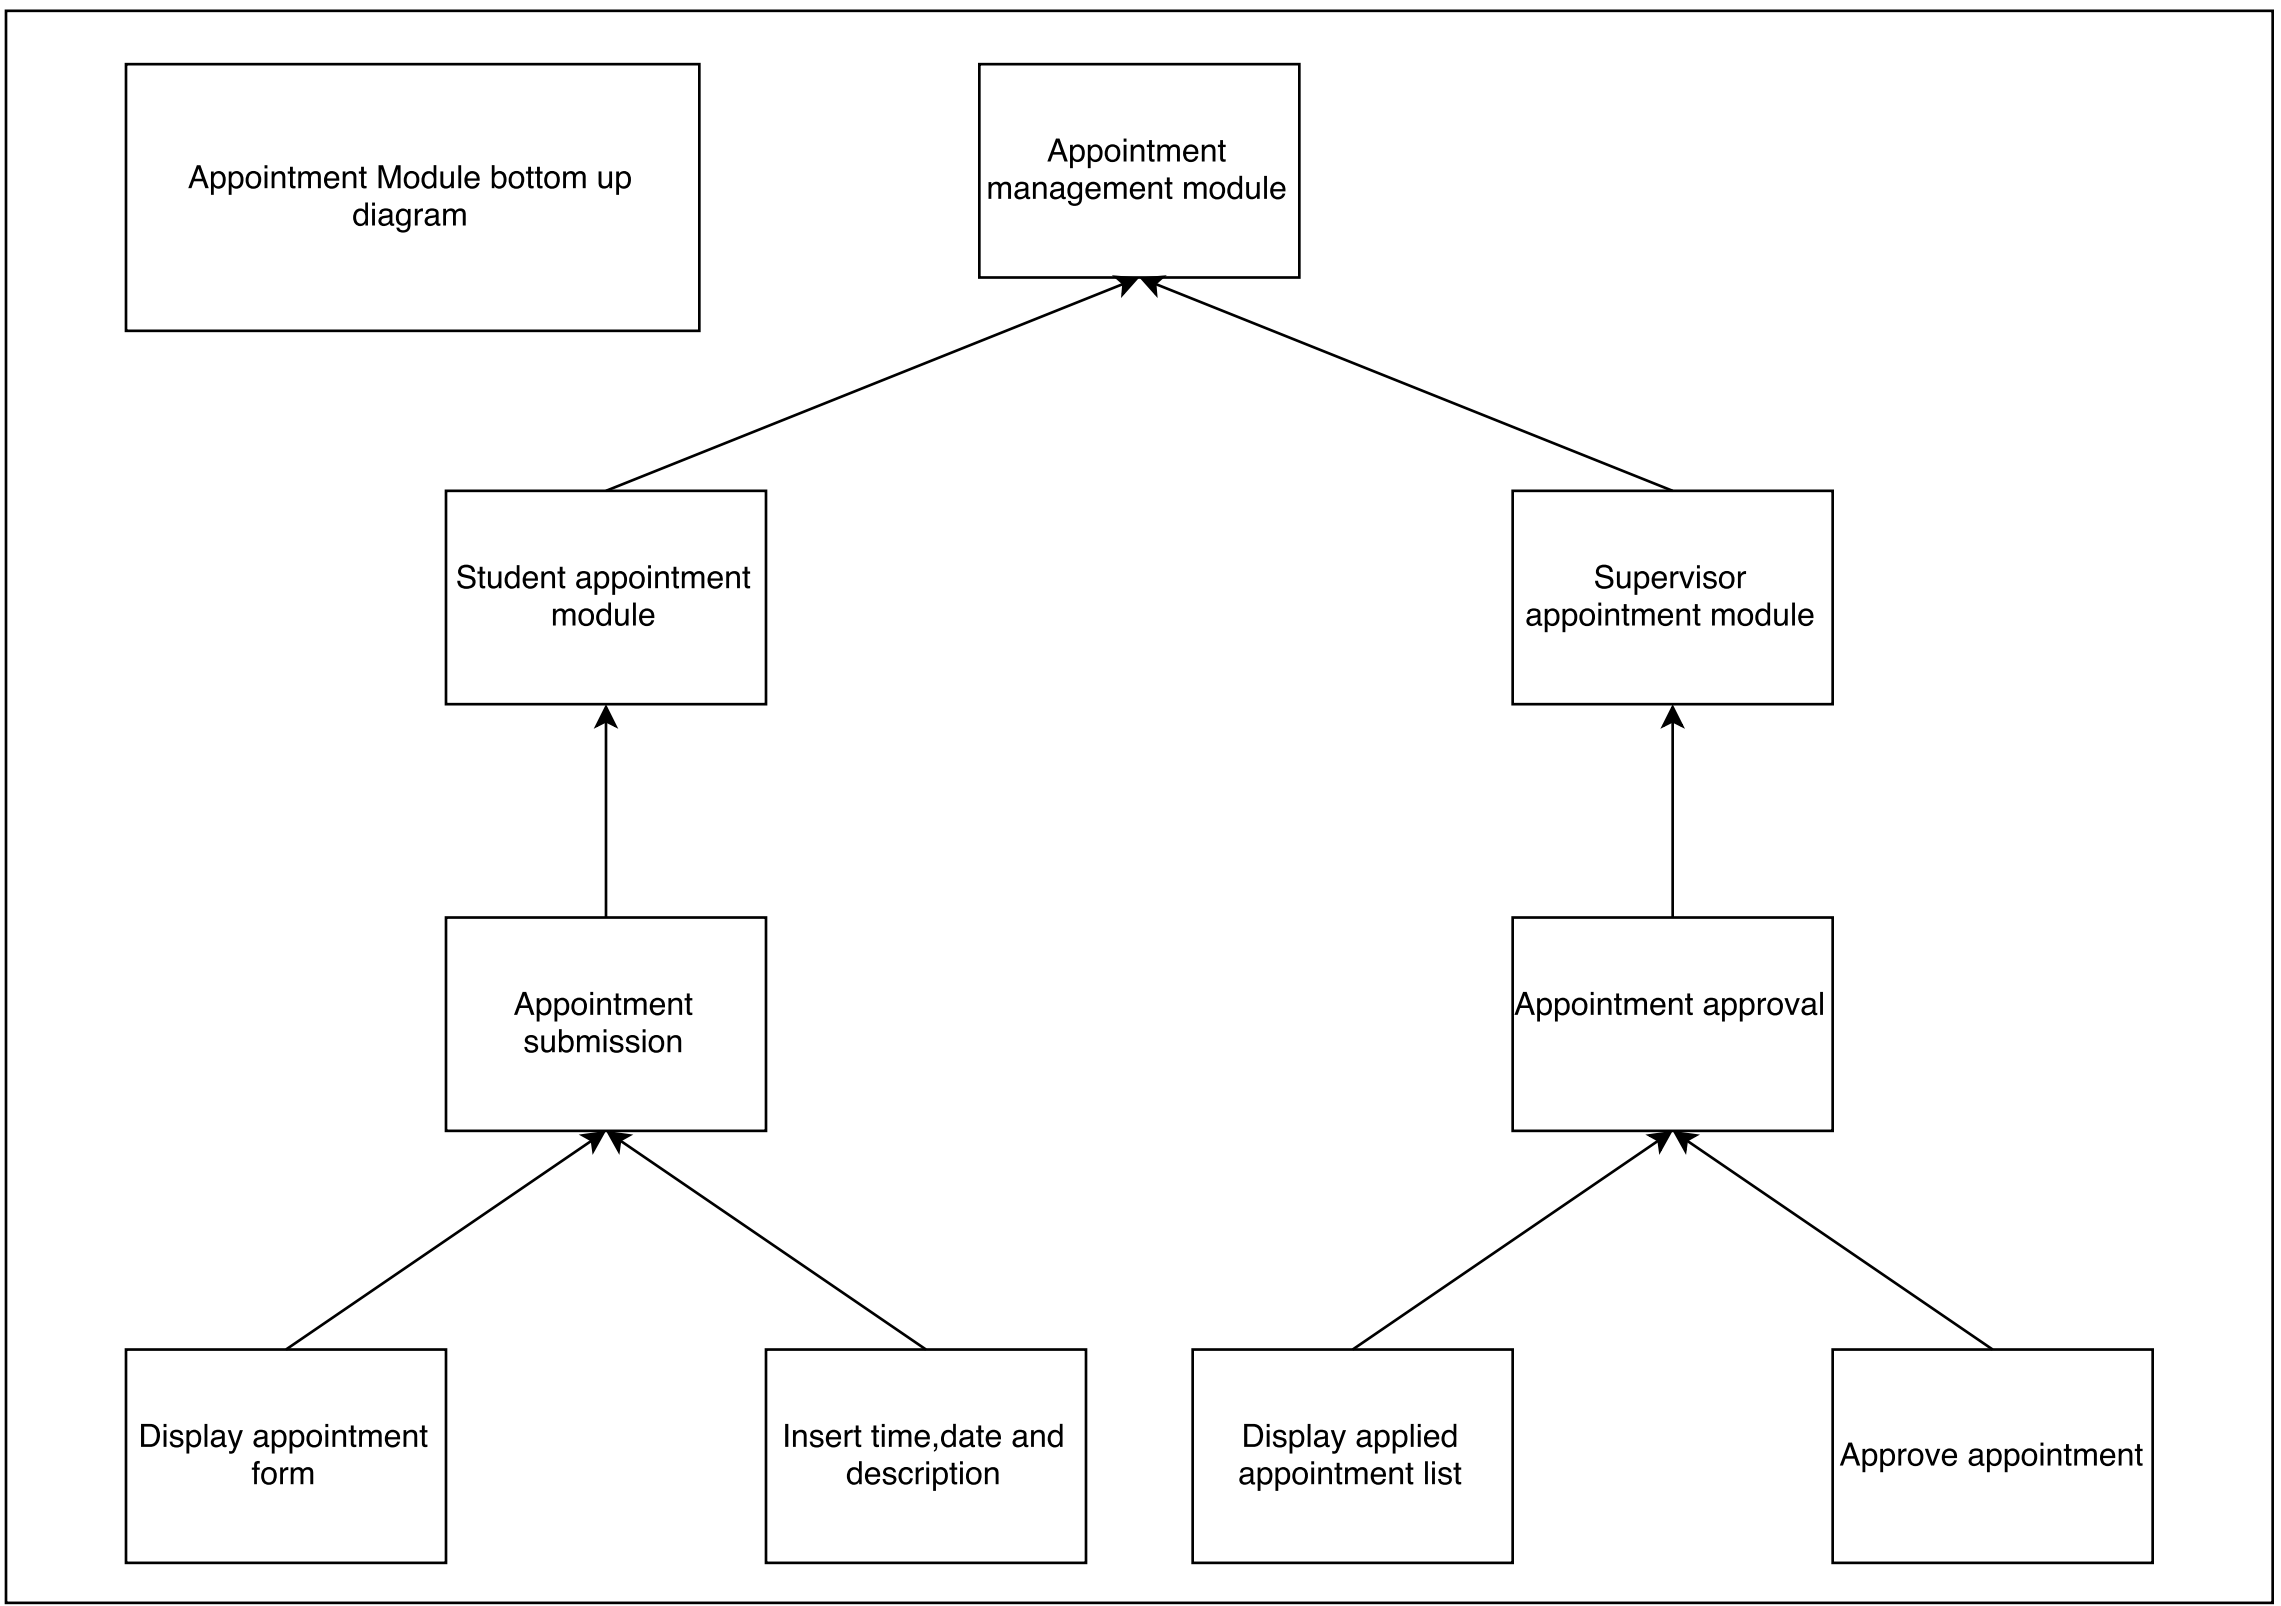 Appointment Module bottom up
diagram
Appointment
management module
Student appointment
module
Supervisor
appointment module
Appointment
submission
Appointment approval
Display appointment
form
Insert time,date and
description
Display applied
appointment list
Approve appointment